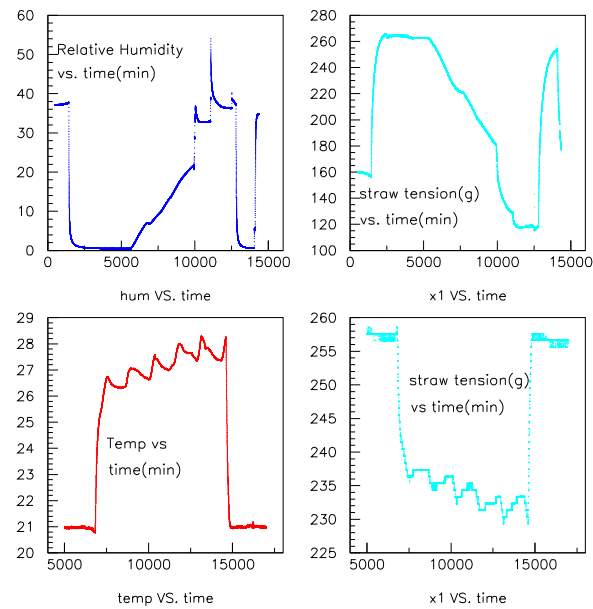 60
50
40
30
20
10
0
Relative Humidity
vs. time(min)
0 5000 10000 15000
hum VS. time
280
260
240
220
200
180
160
140
120
100
straw tension(g)
vs. time(min)
0 5000 10000 15000
x1 VS. time
29
28
27
26
25
24
23
22
21
20
Temp vs
time(min)
5000 10000 15000
temp VS. time
260
255
250
245
240
235
230
225
straw tension(g)
vs time(min)
5000 10000 15000
x1 VS. time